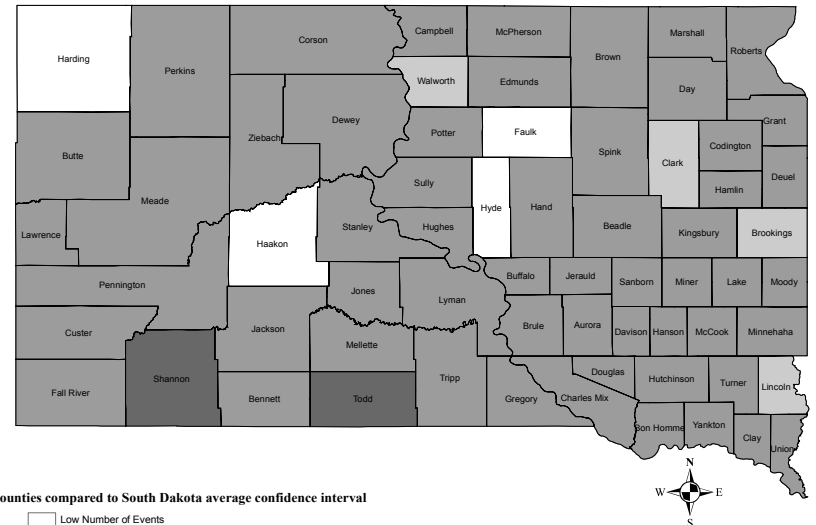 Harding
Perkins
Corson
Campbell
McPherson
Brown
Marshall
Roberts
Walworth
Edmunds
Day
Butte
Ziebach
Dewey
Potter
Faulk
Spink
Clark
Codington
Grant
Hamlin
Deuel
Meade
Sully
Hyde
Hand
Lawrence
Haakon
Stanley
Hughes
Beadle
Kingsbury
Brookings
Pennington
Jones
Lyman
Buffalo
Jerauld
Sanborn
Miner
Lake
Moody
Custer
Jackson
Mellette
Brule
Aurora
Davison
Hanson
McCook
Minnehaha
Fall River
Shannon
Bennett
Todd
Tripp
Gregory
Charles Mix
Douglas
Hutchinson
Turner
Lincoln
Bon Homme
Yankton
Clay
Union
N
W E
S
ounties compared to South Dakota average confidence interval
Low Number of Events